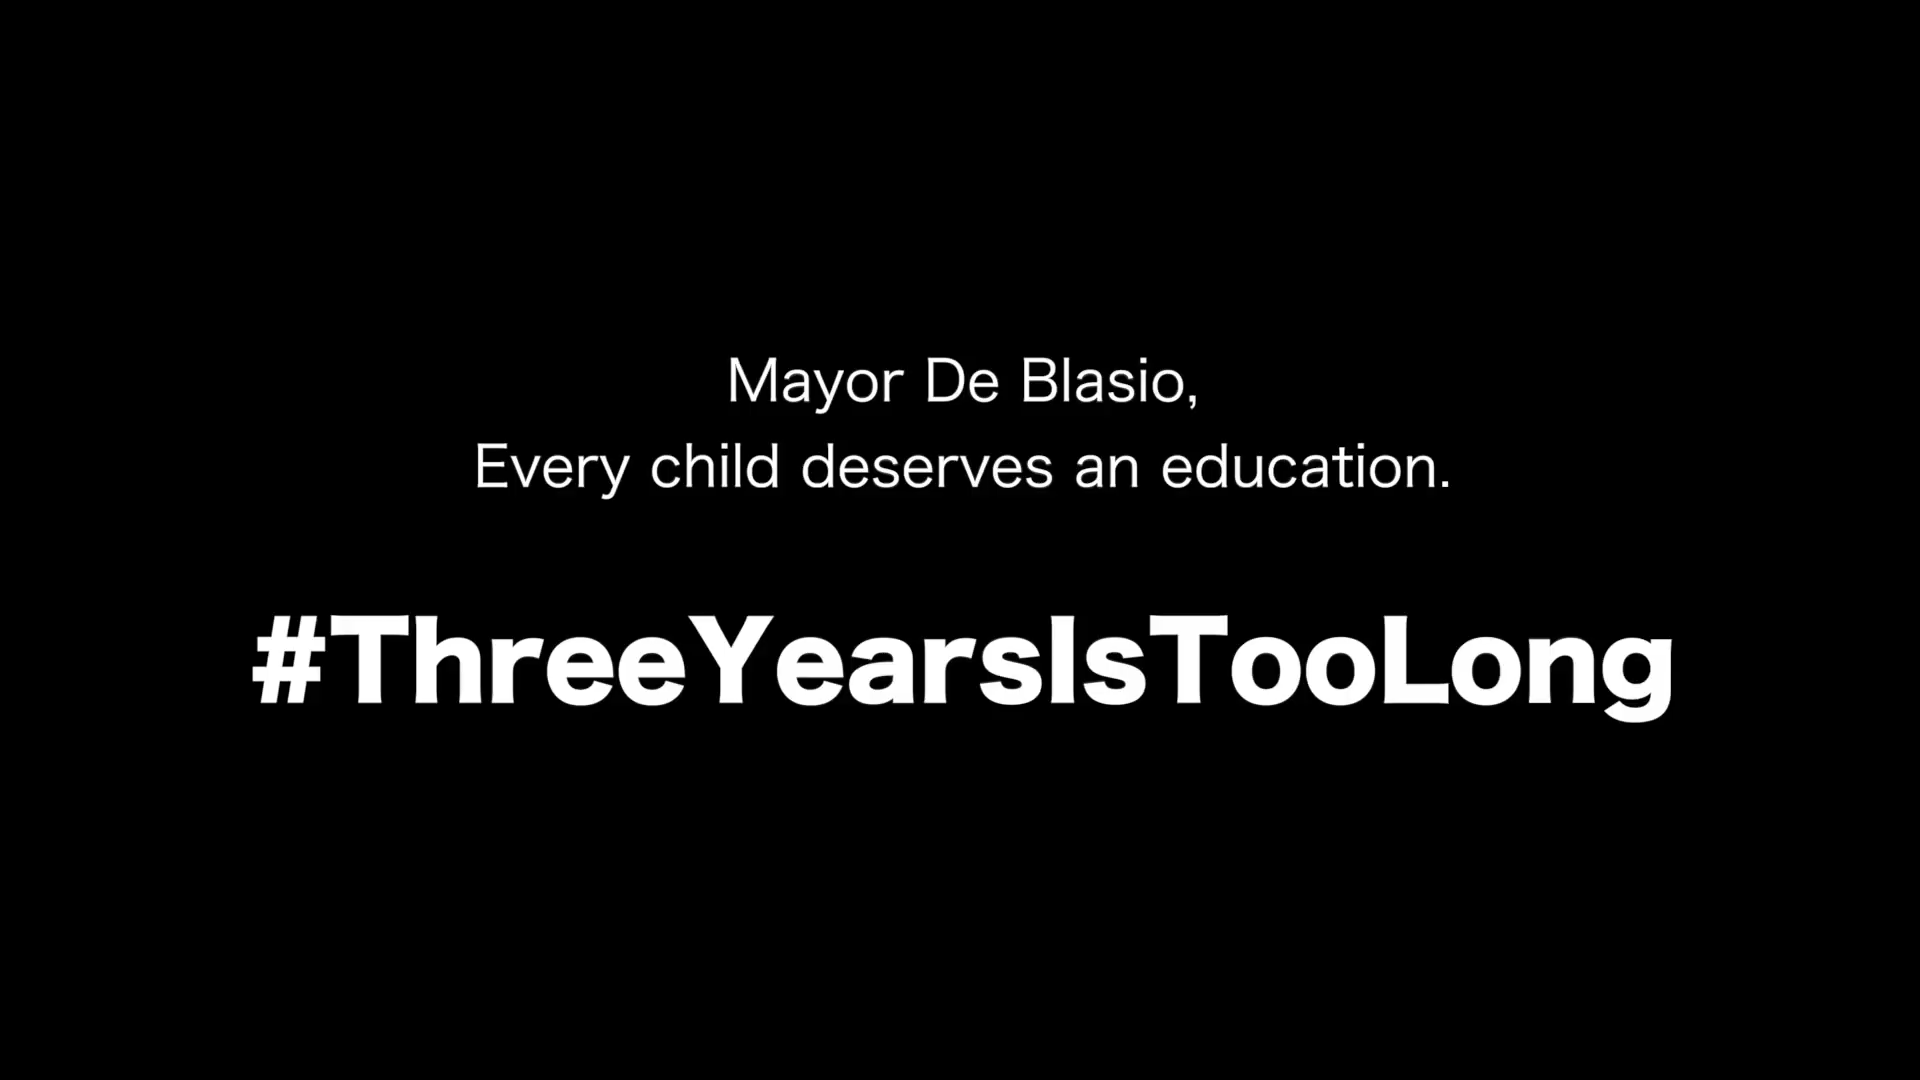 Mayor De Blasio,
Every child deserves an education.
#ThreeYearsIsTooLong